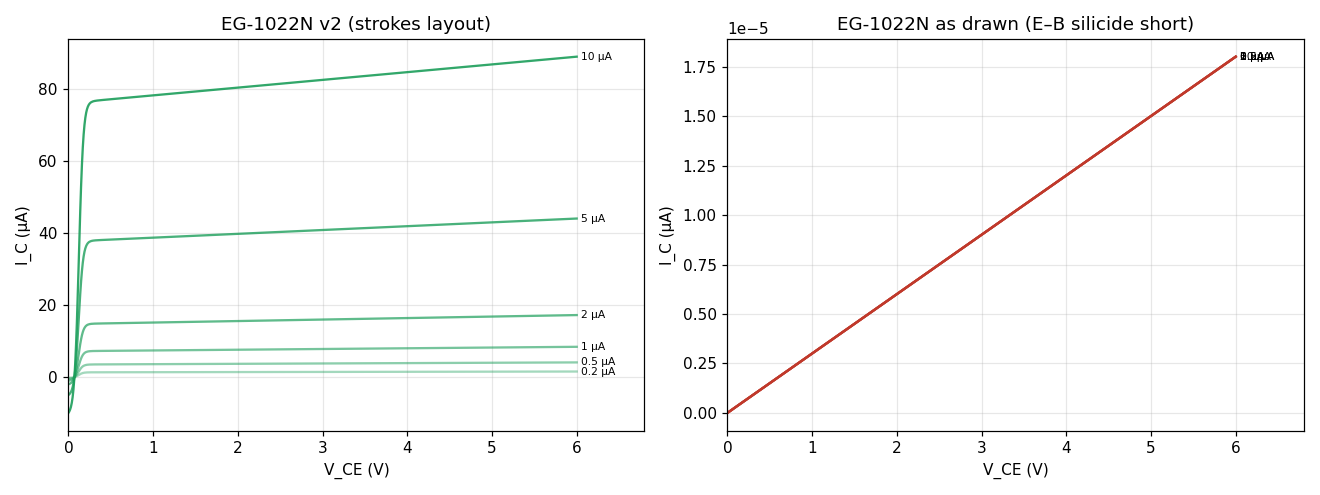 EG-1022N v2 (strokes layout)
I_C (µA)
80
60
40
20
0
10 µA
5 µA
2 µA
1 µA
0.5 µA
0.2 µA
0 1 2 3 4 5 6
V_CE (V)
EG-1022N as drawn (E–B silicide short)
1e−5
I_C (µA)
1.75
1.50
1.25
1.00
0.75
0.50
0.25
0.00
0 1 2 3 4 5 6
V_CE (V)